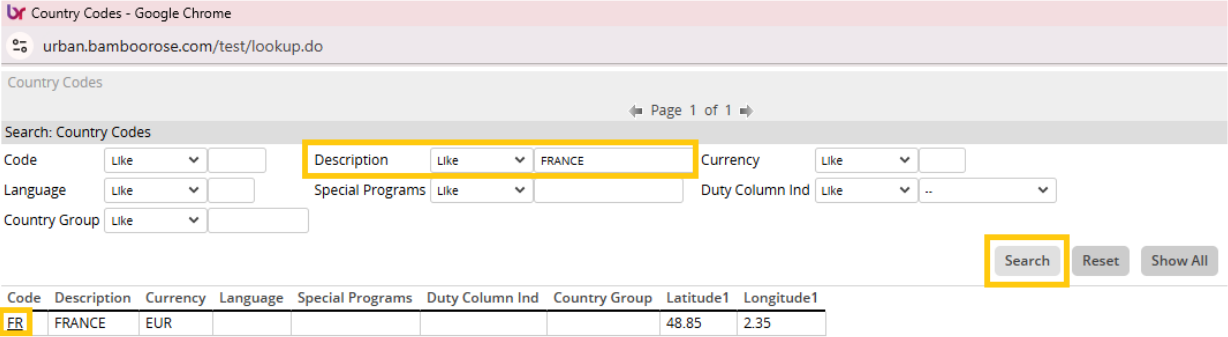 br Country Codes - Google Chrome
urban.bamboorose.com/test/lookup.do
Country Codes
Page 1 of 1
Search: Country Codes
Code Like Description Like FRANCE Currency Like
Language Like Special Programs Like Duty Column Ind Like --
Country Group Like
Search Reset Show All
Code Description Currency Language Special Programs Duty Column Ind Country Group Latitude1 Longitude1
FR FRANCE EUR 48.85 2.35